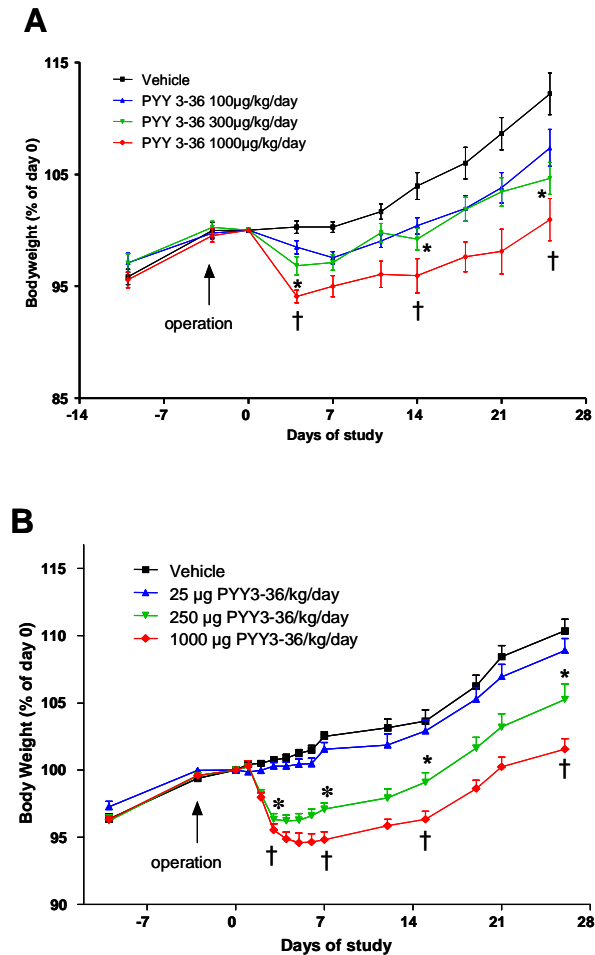 A
115
105
95
85
Bodyweight (% of day 0)
Vehicle
PYY 3-36 100µg/kg/day
PYY 3-36 300µg/kg/day
PYY 3-36 1000µg/kg/day
operation
*
†
*
†
*
†
-14 -7 0 7 14 21 28
Days of study
B
115
110
105
100
95
90
Body Weight (% of day 0)
Vehicle
25 µg PYY3-36/kg/day
250 µg PYY3-36/kg/day
1000 µg PYY3-36/kg/day
operation
*
†
*
†
*
†
*
†
-7 0 7 14 21 28
Days of study